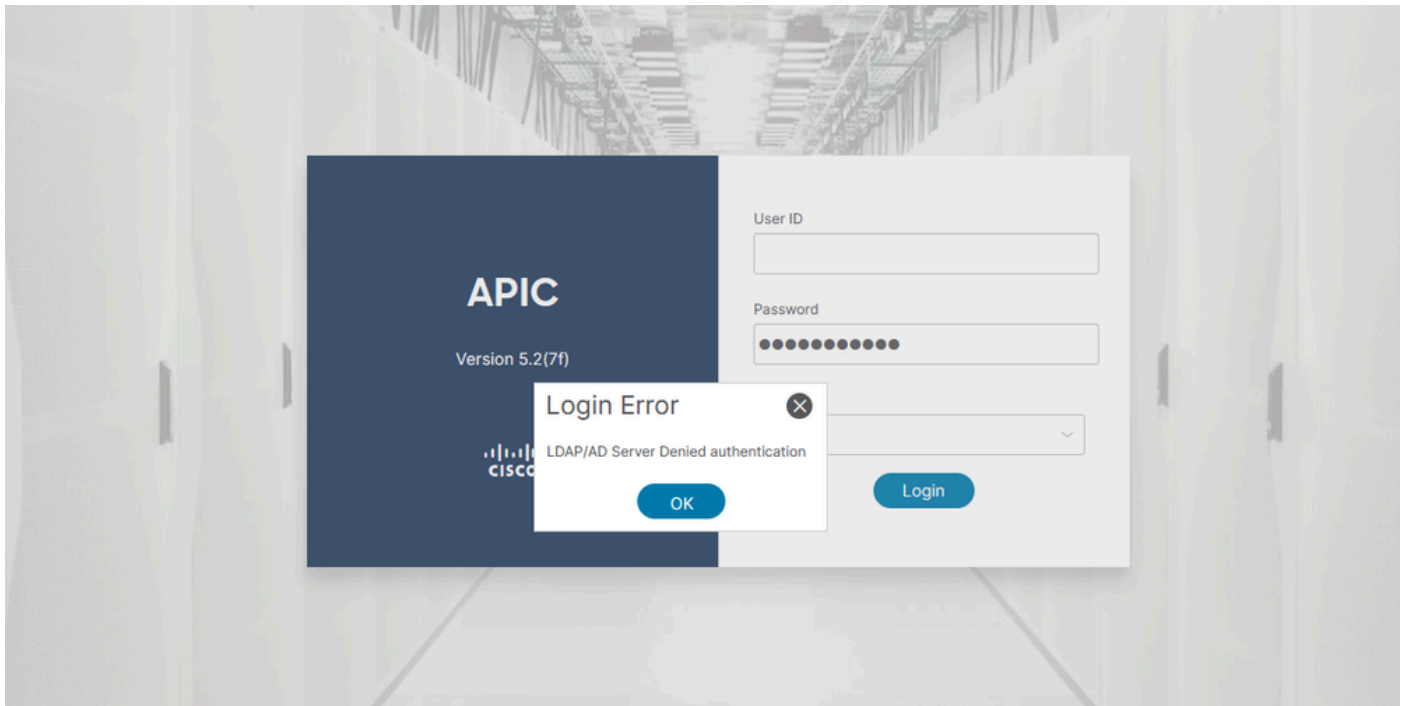 User ID
APIC
Password
Version 5.2(7f)
Login Error
LDAP/AD Server Denied authentication
OK
Login